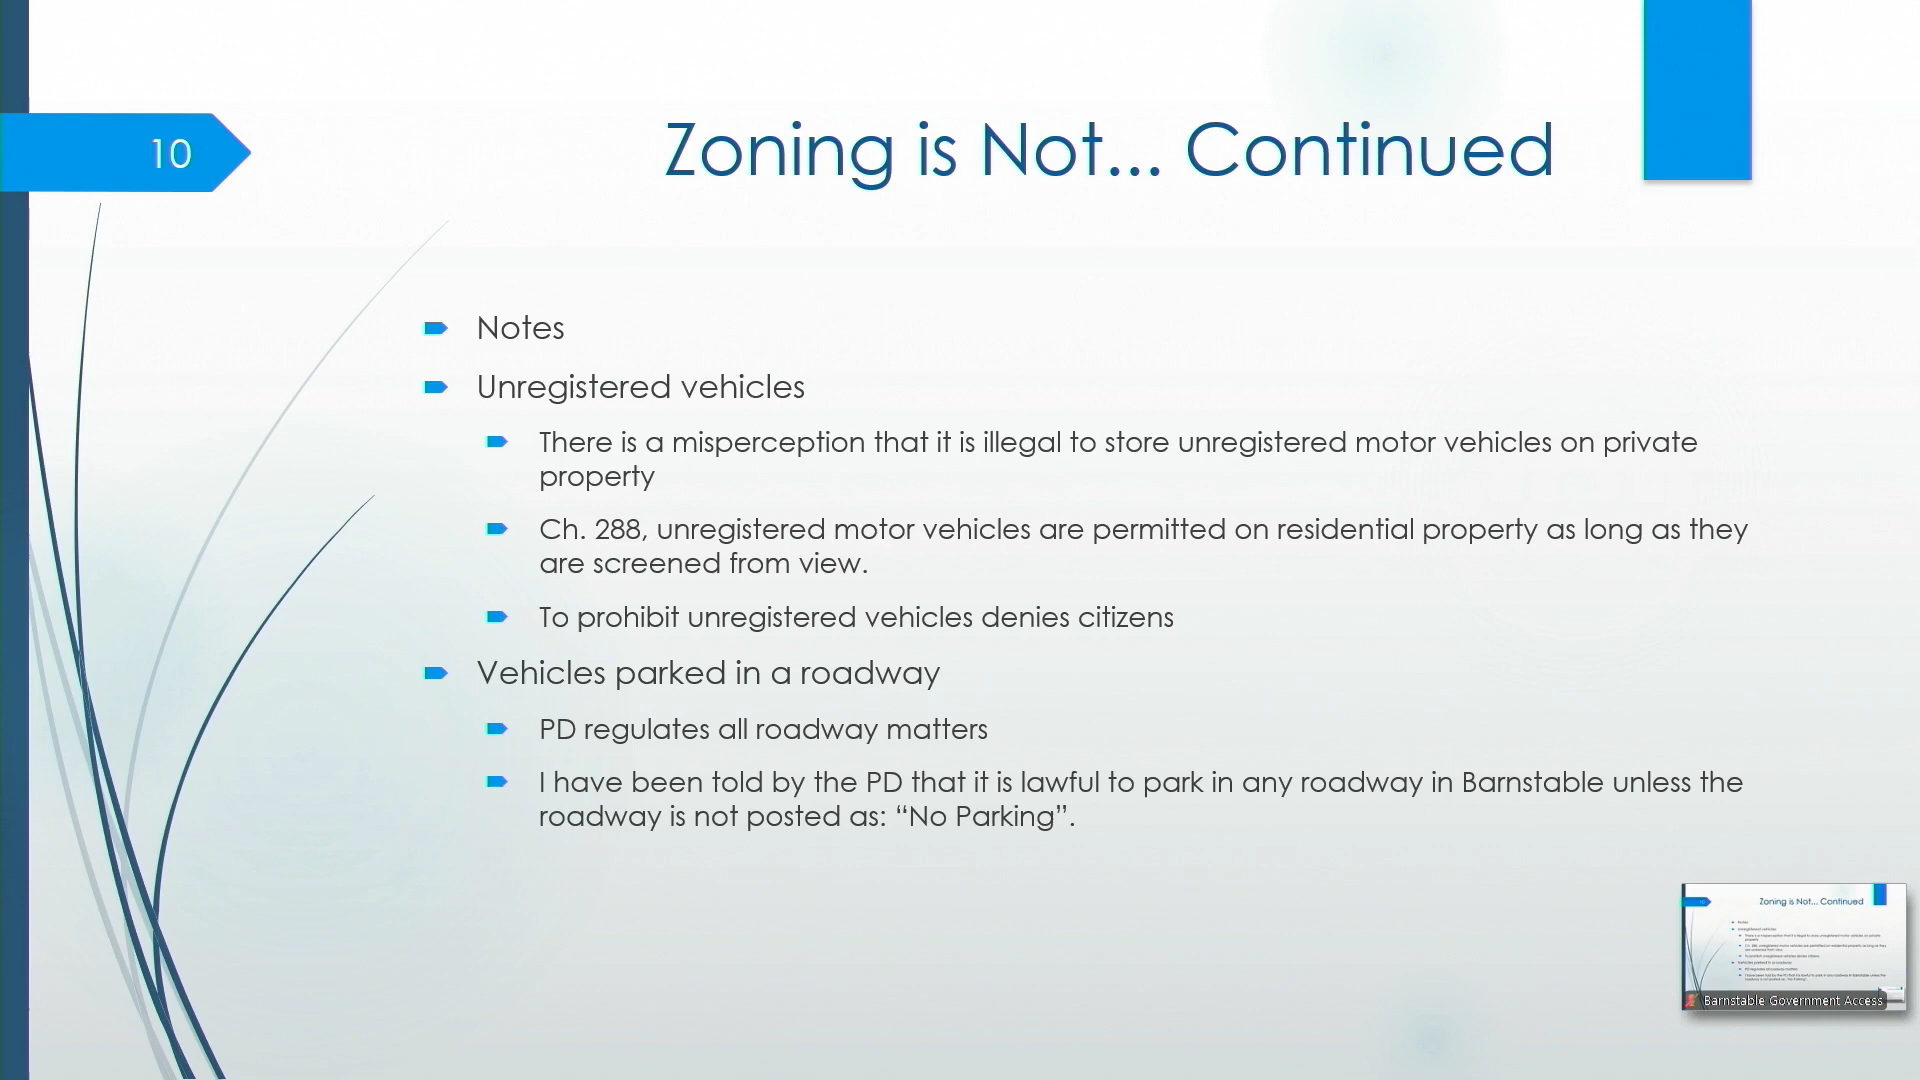 10
Zoning is Not... Continued
Notes
Unregistered vehicles
There is a misperception that it is illegal to store unregistered motor vehicles on private
property
Ch. 288, unregistered motor vehicles are permitted on residential property as long as they
are screened from view.
To prohibit unregistered vehicles denies citizens
Vehicles parked in a roadway
PD regulates all roadway matters
I have been told by the PD that it is lawful to park in any roadway in Barnstable unless the
roadway is not posted as: “No Parking”.
Zoning is Not... Continued
Barnstable Government Access